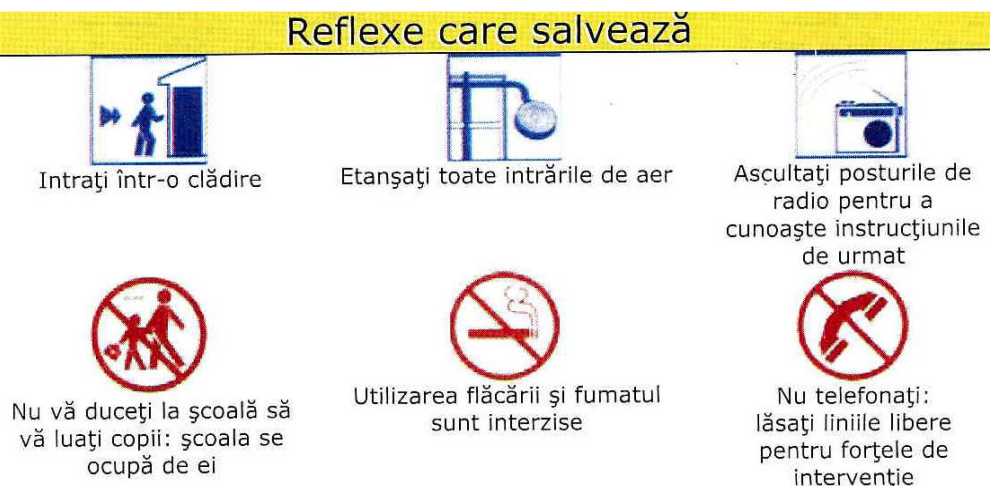 Reflexe care salvează
Intraţi într-o clădire
Etanşaţi toate intrările de aer
Ascultaţi posturile de
radio pentru a
cunoaşte instrucţiunile
de urmat
Nu vă duceţi la şcoală să
vă luaţi copii: şcoala se
ocupă de ei
Utilizarea flăcării şi fumatul
sunt interzise
Nu telefonaţi:
lăsaţi liniile libere
pentru forţele de
intervenţie